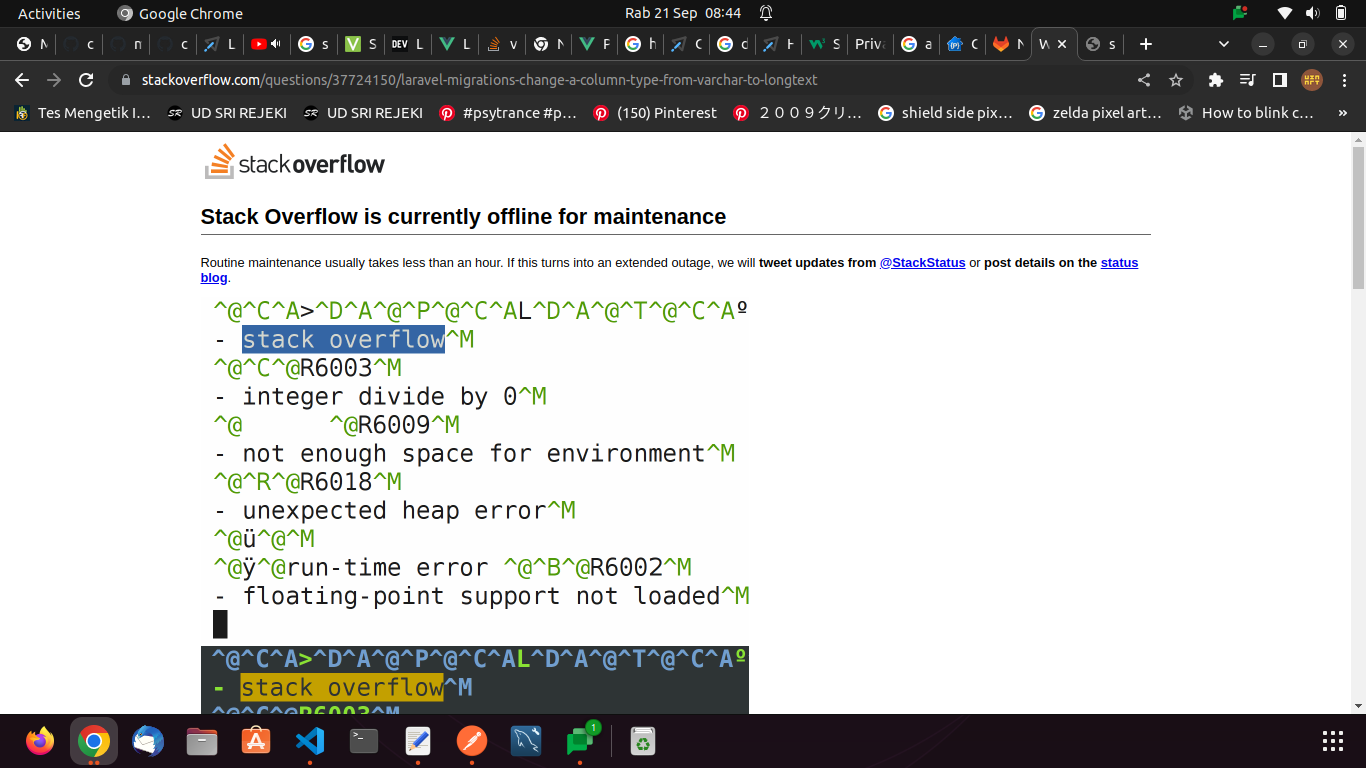 Activities
Google Chrome
Rab 21 Sep 08:44
M
c
n
c
L
s
S
DEV L
L
v
N
F
h
C
d
H
S
Priv
a
C
N
W
s
stackoverflow.com/questions/37724150/laravel-migrations-change-a-column-type-from-varchar-to-longtext
Tes Mengetik I...
UD SRI REJEKI
UD SRI REJEKI
#psytrance #p...
(150) Pinterest
２００９クリ...
shield side pix...
zelda pixel art...
How to blink c...
»
stackoverflow
Stack Overflow is currently offline for maintenance
Routine maintenance usually takes less than an hour. If this turns into an extended outage, we will tweet updates from @StackStatus or post details on the status
blog.
^@^C^A>^D^A^@^P^@^C^AL^D^A^@^T^@^C^Aº
- stack overflow^M
^@^C^@R6003^M
- integer divide by 0^M
^@      ^@R6009^M
- not enough space for environment^M
^@^R^@R6018^M
- unexpected heap error^M
^@ü^@^M
^@ÿ^@run-time error ^@^B^@R6002^M
- floating-point support not loaded^M
^@^C^A>^D^A^@^P^@^C^AL^D^A^@^T^@^C^Aº
- stack overflow^M
^@^C^@R6003^M
1